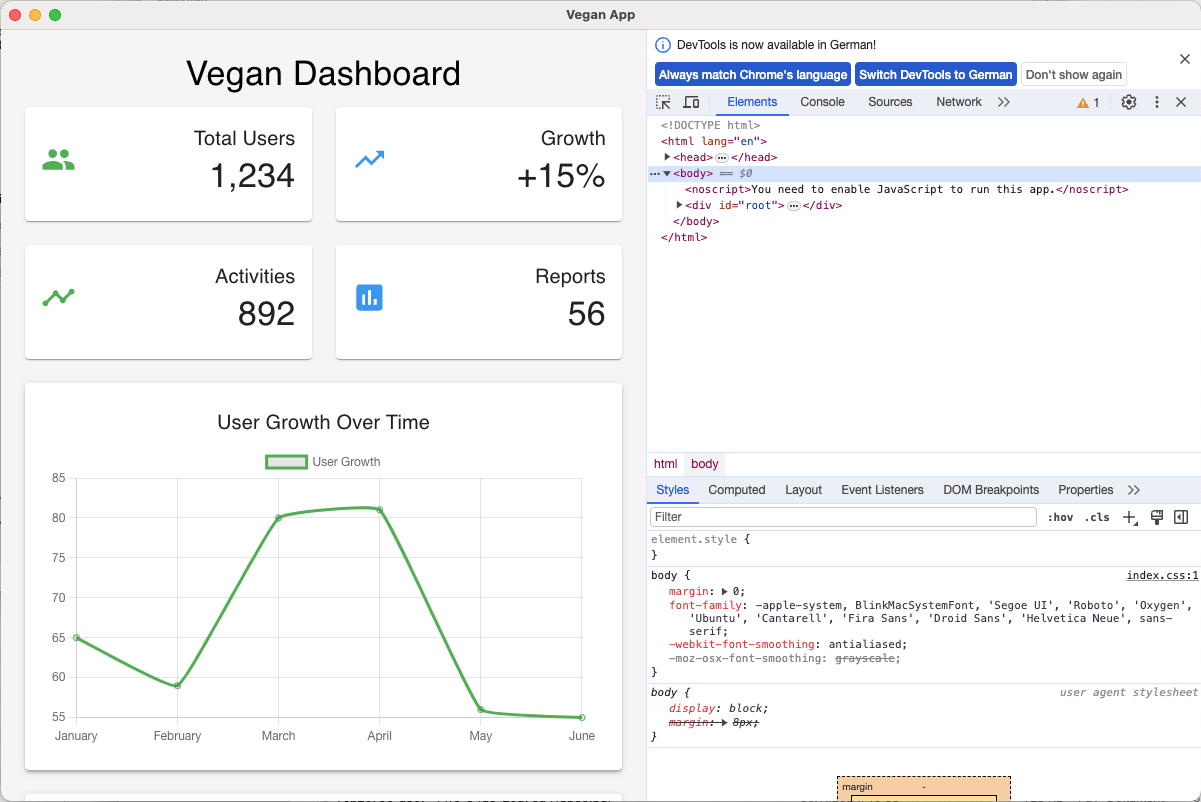 Vegan App
Vegan Dashboard
Total Users
1,234
Growth
+15%
Activities
892
Reports
56
User Growth Over Time
User Growth
85
80
75
70
65
60
55
January February March April May June
DevTools is now available in German!
Always match Chrome's language Switch DevTools to German Don't show again
Elements Console Sources Network 1
<!DOCTYPE html>
<html lang="en">
<head> ••• </head>
••• <body> == $0
<noscript>You need to enable JavaScript to run this app.</noscript>
<div id="root"> ••• </div>
</body>
</html>
html body
Styles Computed Layout Event Listeners DOM Breakpoints Properties
Filter :hov .cls
element.style {
}
body { index.css:1
margin: 0;
font-family: -apple-system, BlinkMacSystemFont, 'Segoe UI', 'Roboto', 'Oxygen',
'Ubuntu', 'Cantarell', 'Fira Sans', 'Droid Sans', 'Helvetica Neue', sans-
serif;
-webkit-font-smoothing: antialiased;
-moz-osx-font-smoothing: grayscale;
}
body { user agent stylesheet
display: block;
margin: 8px;
}
margin -